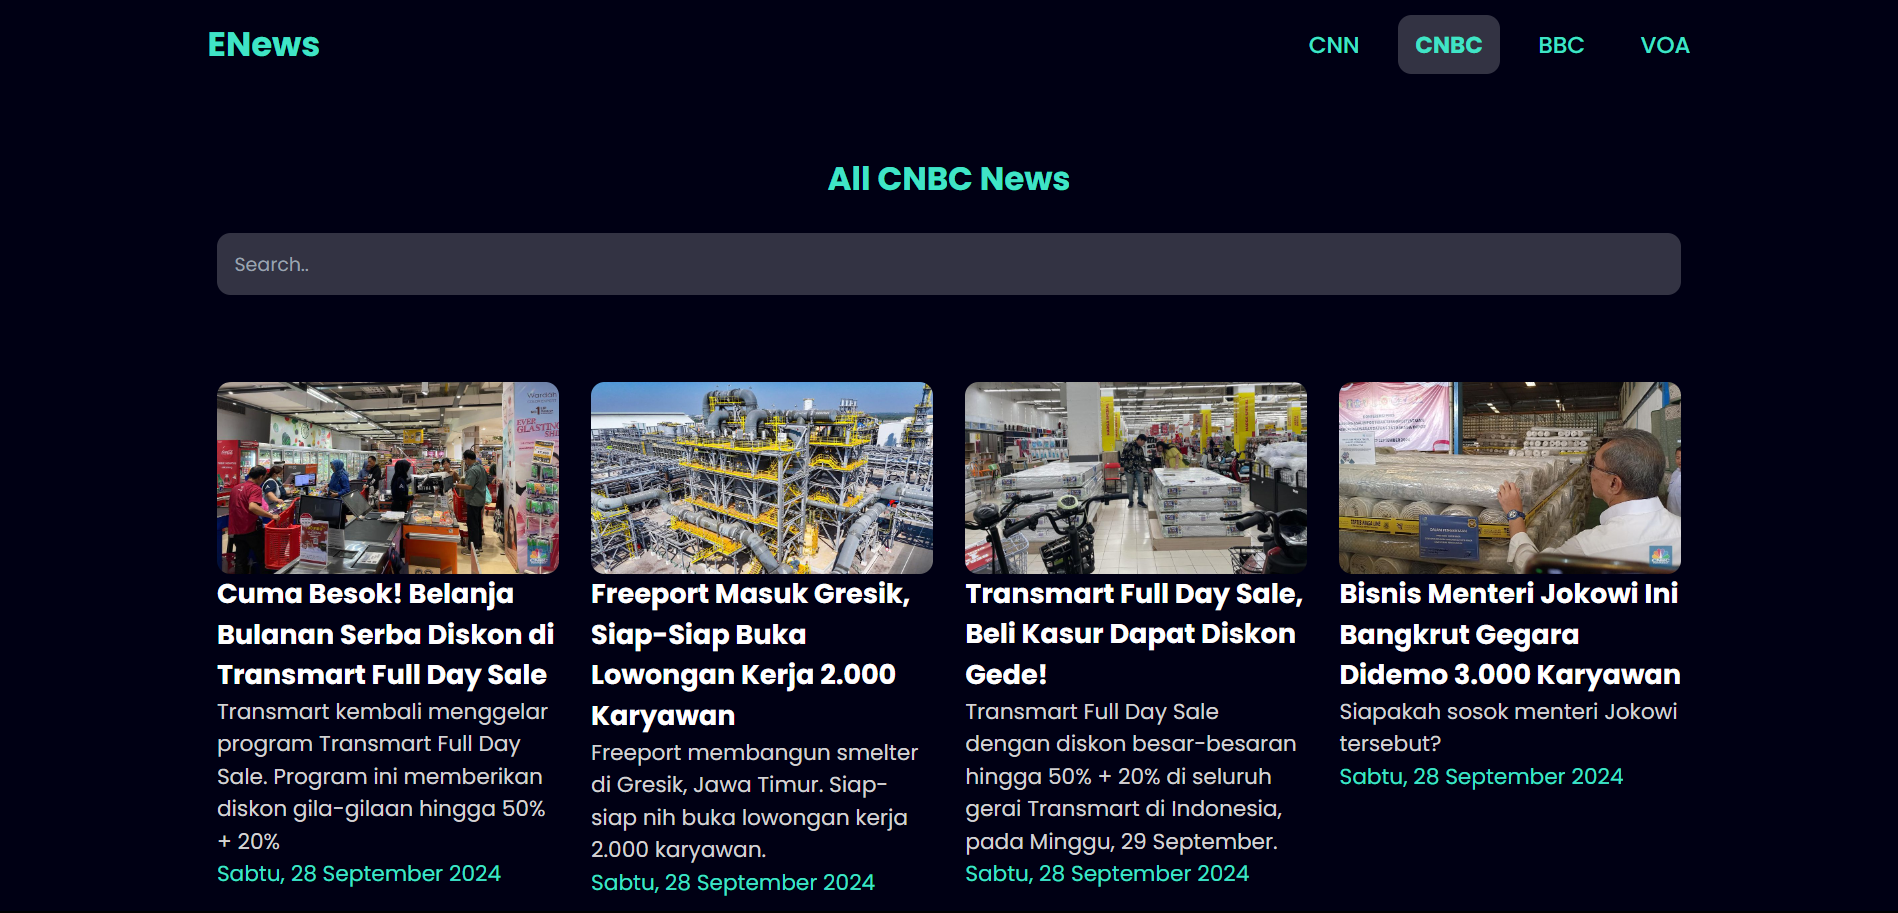 ENews
CNN
CNBC
BBC
VOA
All CNBC News
Search..
Wardah
EVER
Cuma Besok! Belanja
Bulanan Serba Diskon di
Transmart Full Day Sale
Transmart kembali menggelar
program Transmart Full Day
Sale. Program ini memberikan
diskon gila-gilaan hingga 50%
+ 20%
Sabtu, 28 September 2024
Freeport Masuk Gresik,
Siap-Siap Buka
Lowongan Kerja 2.000
Karyawan
Freeport membangun smelter
di Gresik, Jawa Timur. Siap-
siap nih buka lowongan kerja
2.000 karyawan.
Sabtu, 28 September 2024
Transmart Full Day Sale,
Beli Kasur Dapat Diskon
Gede!
Transmart Full Day Sale
dengan diskon besar-besaran
hingga 50% + 20% di seluruh
gerai Transmart di Indonesia,
pada Minggu, 29 September.
Sabtu, 28 September 2024
Bisnis Menteri Jokowi Ini
Bangkrut Gegara
Didemo 3.000 Karyawan
Siapakah sosok menteri Jokowi
tersebut?
Sabtu, 28 September 2024